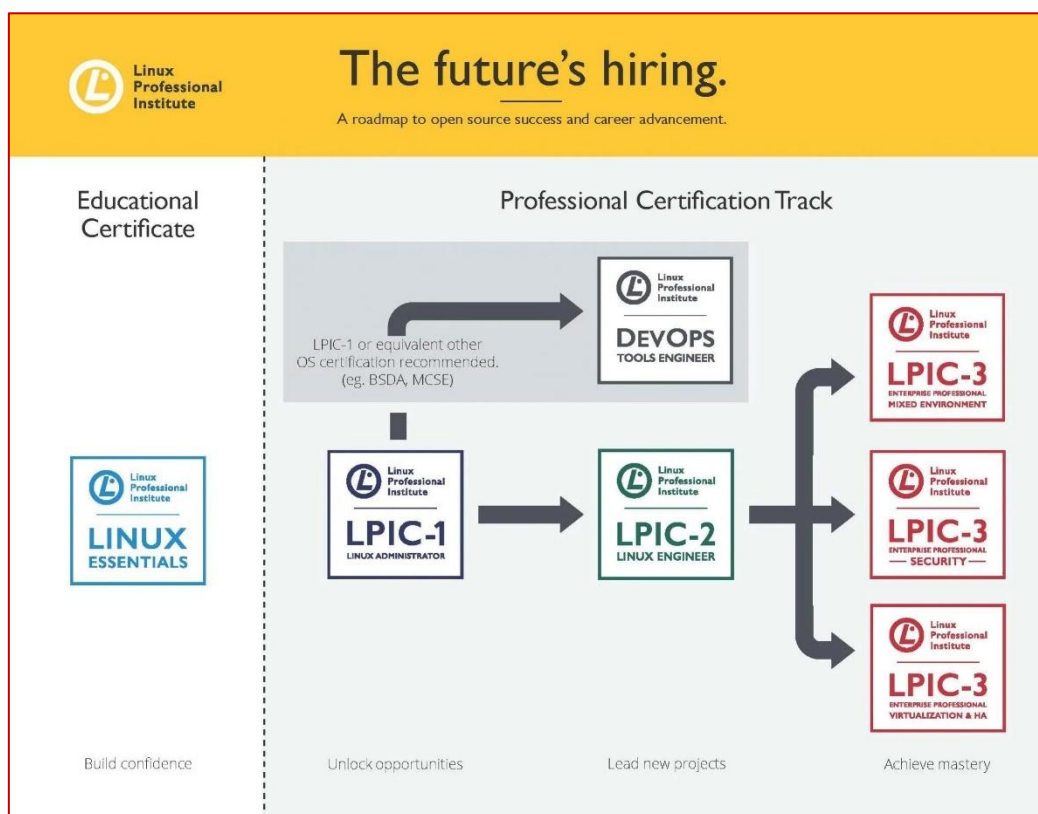 Linux
Professional
Institute
The future's hiring.
A roadmap to open source success and career advancement.
Educational
Certificate
Professional Certification Track
LPIC-1 or equivalent other
OS certification recommended.
(eg. BSDA, MCSE)
Linux
Professional
Institute
DEVOPS
TOOLS ENGINEER
Linux
Professional
Institute
LPIC-3
ENTERPRISE PROFESSIONAL
MIXED ENVIRONMENT
Linux
Professional
Institute
LINUX
ESSENTIALS
Linux
Professional
Institute
LPIC-1
LINUX ADMINISTRATOR
Linux
Professional
Institute
LPIC-2
LINUX ENGINEER
Linux
Professional
Institute
LPIC-3
ENTERPRISE PROFESSIONAL
SECURITY
Linux
Professional
Institute
LPIC-3
ENTERPRISE PROFESSIONAL
VIRTUALIZATION & HA
Build confidence
Unlock opportunities
Lead new projects
Achieve mastery